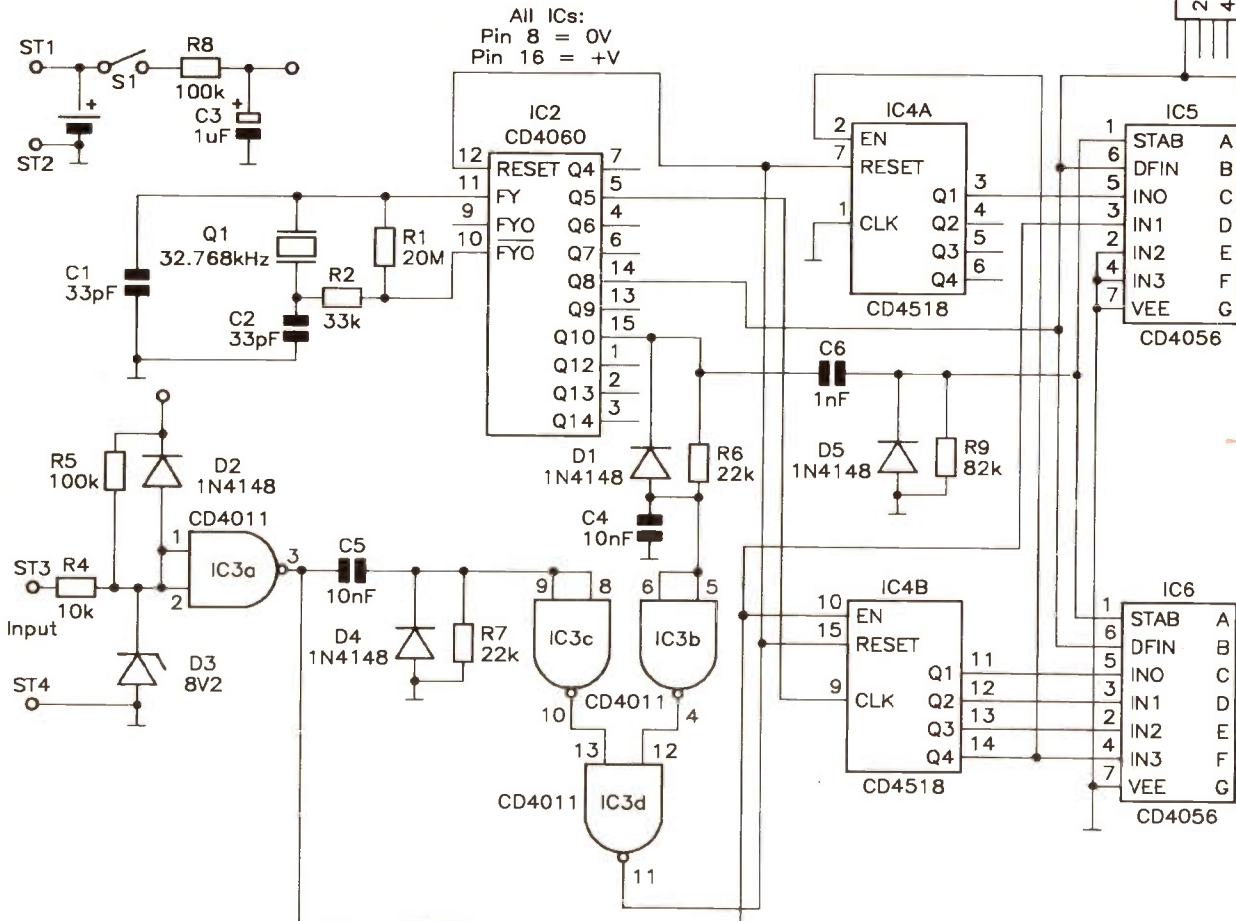 All ICs:
Pin 8 = 0V
Pin 16 = +V
2
4
ST1
S1
R8
100k
+
C3
1uF
+
ST2
IC2
CD4060
12 RESET Q4 7
11 FY Q5 5
9 FYO Q6 4
10 FYO Q7 6
Q8 14
Q9 13
Q10 15
Q12 1
Q13 2
Q14 3
Q1
32.768kHz
R1
20M
R2
33k
C1
33pF
C2
33pF
IC4A
2 EN
7 RESET
1 CLK
Q1 3
Q2 4
Q3 5
Q4 6
CD4518
IC5
1 STAB A
6 DFIN B
5 INO C
3 IN1 D
2 IN2 E
4 IN3 F
7 VEE G
CD4056
C6
1nF
D5
1N4148
R9
82k
D1
1N4148
R6
22k
C4
10nF
R5
100k
D2
1N4148
CD4011
ST3
R4
10k
Input
1
2
IC3a
3
C5
10nF
D3
8V2
ST4
D4
1N4148
R7
22k
9 8
IC3c
10
6 5
IC3b
4
CD4011
13 12
CD4011 IC3d
11
IC4B
10 EN
15 RESET
9 CLK
Q1 11
Q2 12
Q3 13
Q4 14
CD4518
IC6
1 STAB A
6 DFIN B
5 INO C
3 IN1 D
2 IN2 E
4 IN3 F
7 VEE G
CD4056